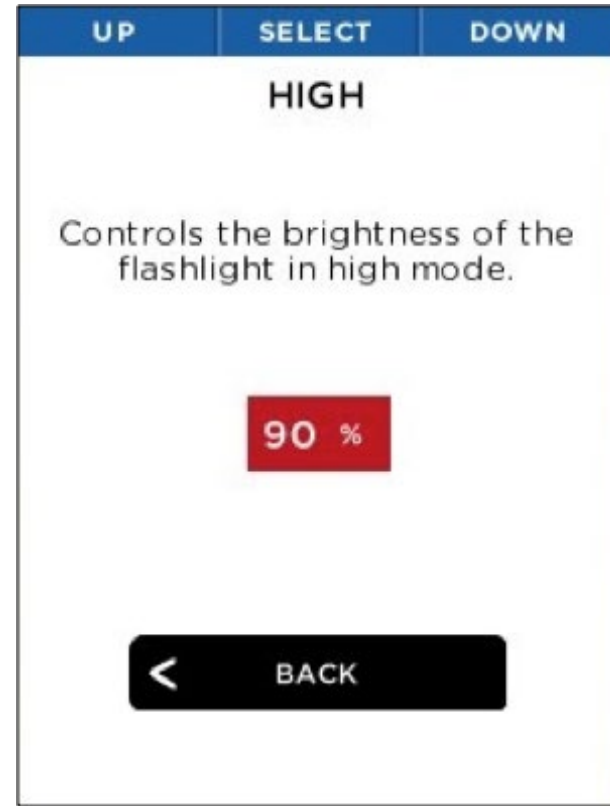 UP SELECT DOWN
HIGH
Controls the brightness of the
flashlight in high mode.
90 %
< BACK